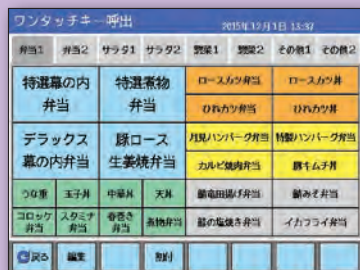 ワンタッチキー呼出
2015年12月1日 13:37
弁当1 弁当2 サラダ1 サラダ2 惣菜1 惣菜2 その他1 その他2
特選幕の内
弁当
特選煮物
弁当
ロースカツ弁当 ロースカツ丼
ひれカツ弁当 ひれカツ丼
デラックス
幕の内弁当
豚ロース
生姜焼弁当
月見ハンバーグ弁当 特製ハンバーグ弁当
カルビ焼肉弁当 豚キムチ丼
うな重 玉子丼 中華丼 天丼 鯖竜田揚げ弁当 鯖みそ弁当
コロッケ
弁当
スタミナ
弁当
春巻き
弁当
煮物弁当 鮭の塩焼き弁当 イカフライ弁当
戻る 編集 割付